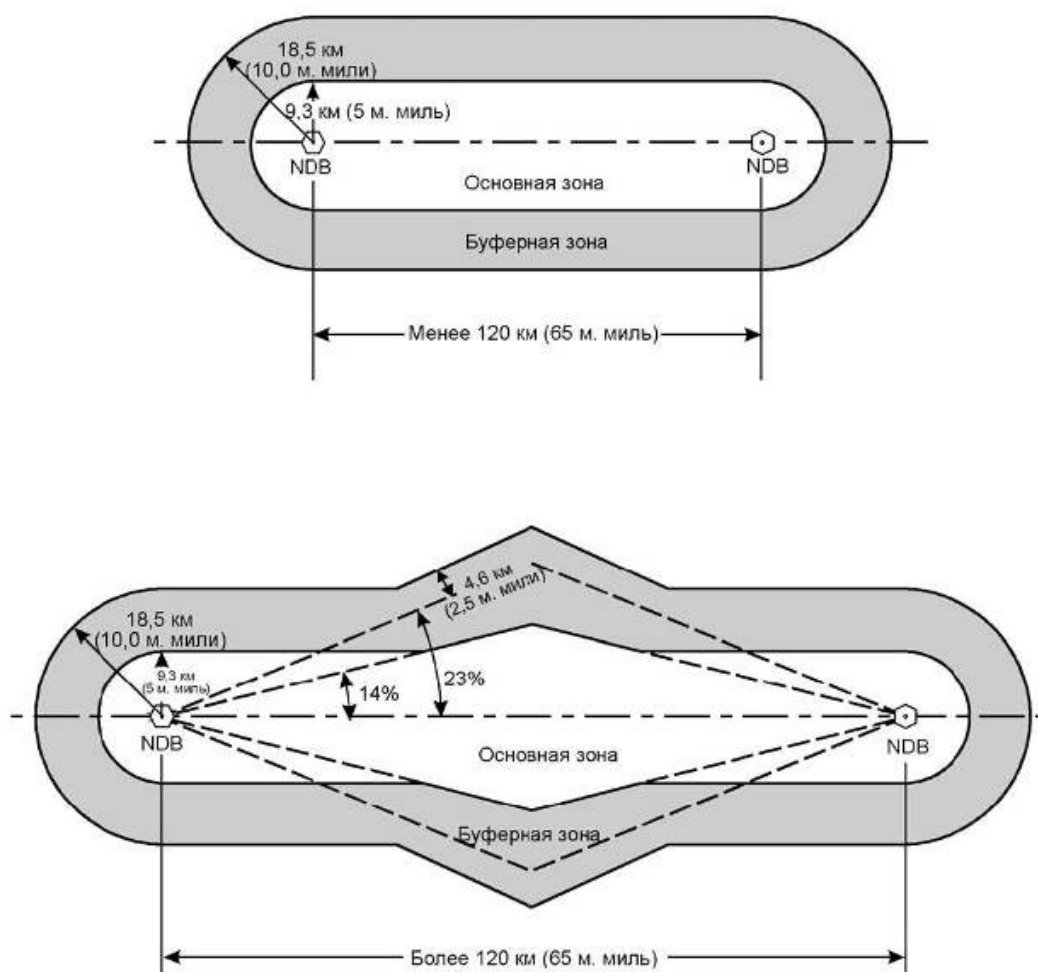 18,5 км
(10,0 м. мили)
9,3 км (5 м. миль)
NDB
NDB
Основная зона
Буферная зона
Менее 120 км (65 м. миль)
4,6 км
(2,5 м. мили)
18,5 км
(10,0 м. мили)
9,3 км
(5 м. миль)
23%
14%
NDB
NDB
Основная зона
Буферная зона
Более 120 км (65 м. миль)